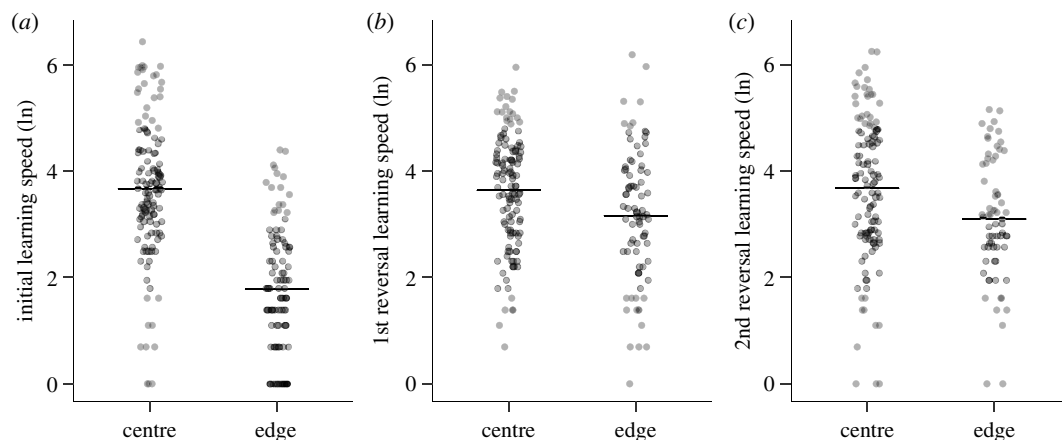 (a)
initial learning speed (ln)
6
4
2
0
centre edge
(b)
1st reversal learning speed (ln)
6
4
2
0
centre edge
(c)
2nd reversal learning speed (ln)
6
4
2
0
centre edge